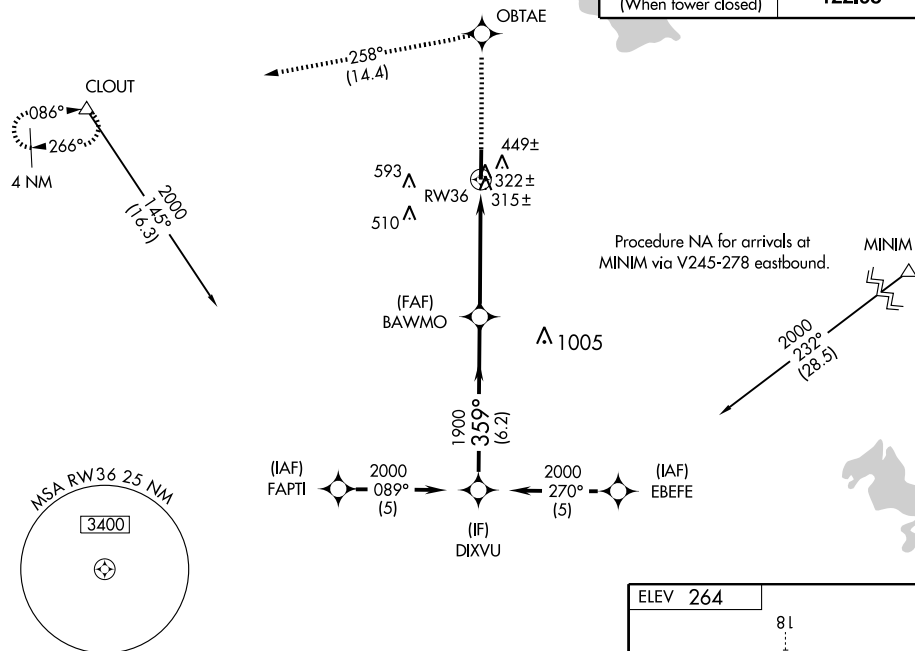 (When tower closed)
OBTAE
258°
(14.4)
CLOUT
086°
266°
4 NM
2000
145°
(16.3)
449±
593
322±
RW36
315±
510
Procedure NA for arrivals at
MINIM via V245-278 eastbound.
MINIM
2000
232°
(28.5)
(FAF)
BAWMO
1005
1900
359°
(6.2)
(IAF)
FAPTI
2000
089°
(5)
2000
270°
(5)
(IAF)
EBEFE
(IF)
DIXVU
MSA RW36 25 NM
3400
ELEV 264
18